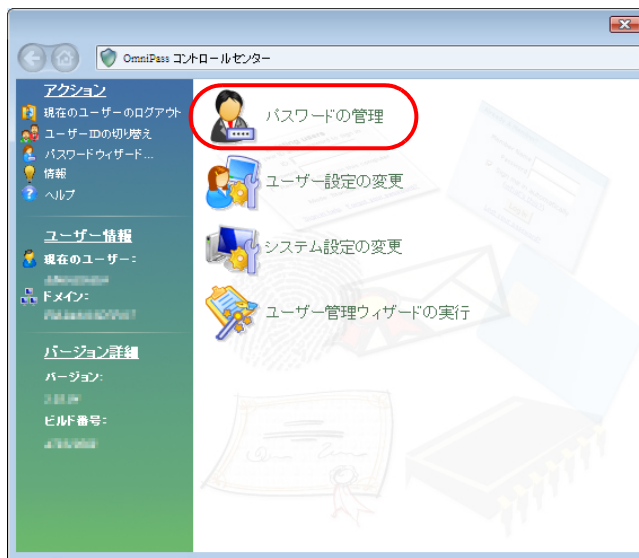 OmniPass コントロールセンター
アクション
現在のユーザーのログアウト
ユーザーIDの切り替え
パスワードウィザード...
情報
ヘルプ
ユーザー情報
現在のユーザー:
ドメイン:
バージョン詳細
バージョン:
ビルド番号:
パスワードの管理
ユーザー設定の変更
システム設定の変更
ユーザー管理ウィザードの実行